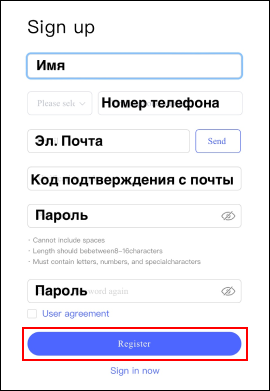 Sign up
Имя
Please sele Номер телефона
Эл. Почта Send
Код подтверждения с почты
Пароль
· Cannot include spaces
· Length should bebetween8-16characters
· Must contain letters, numbers, and specialcharacters
Пароль word again
User agreement
Register
Sign in now